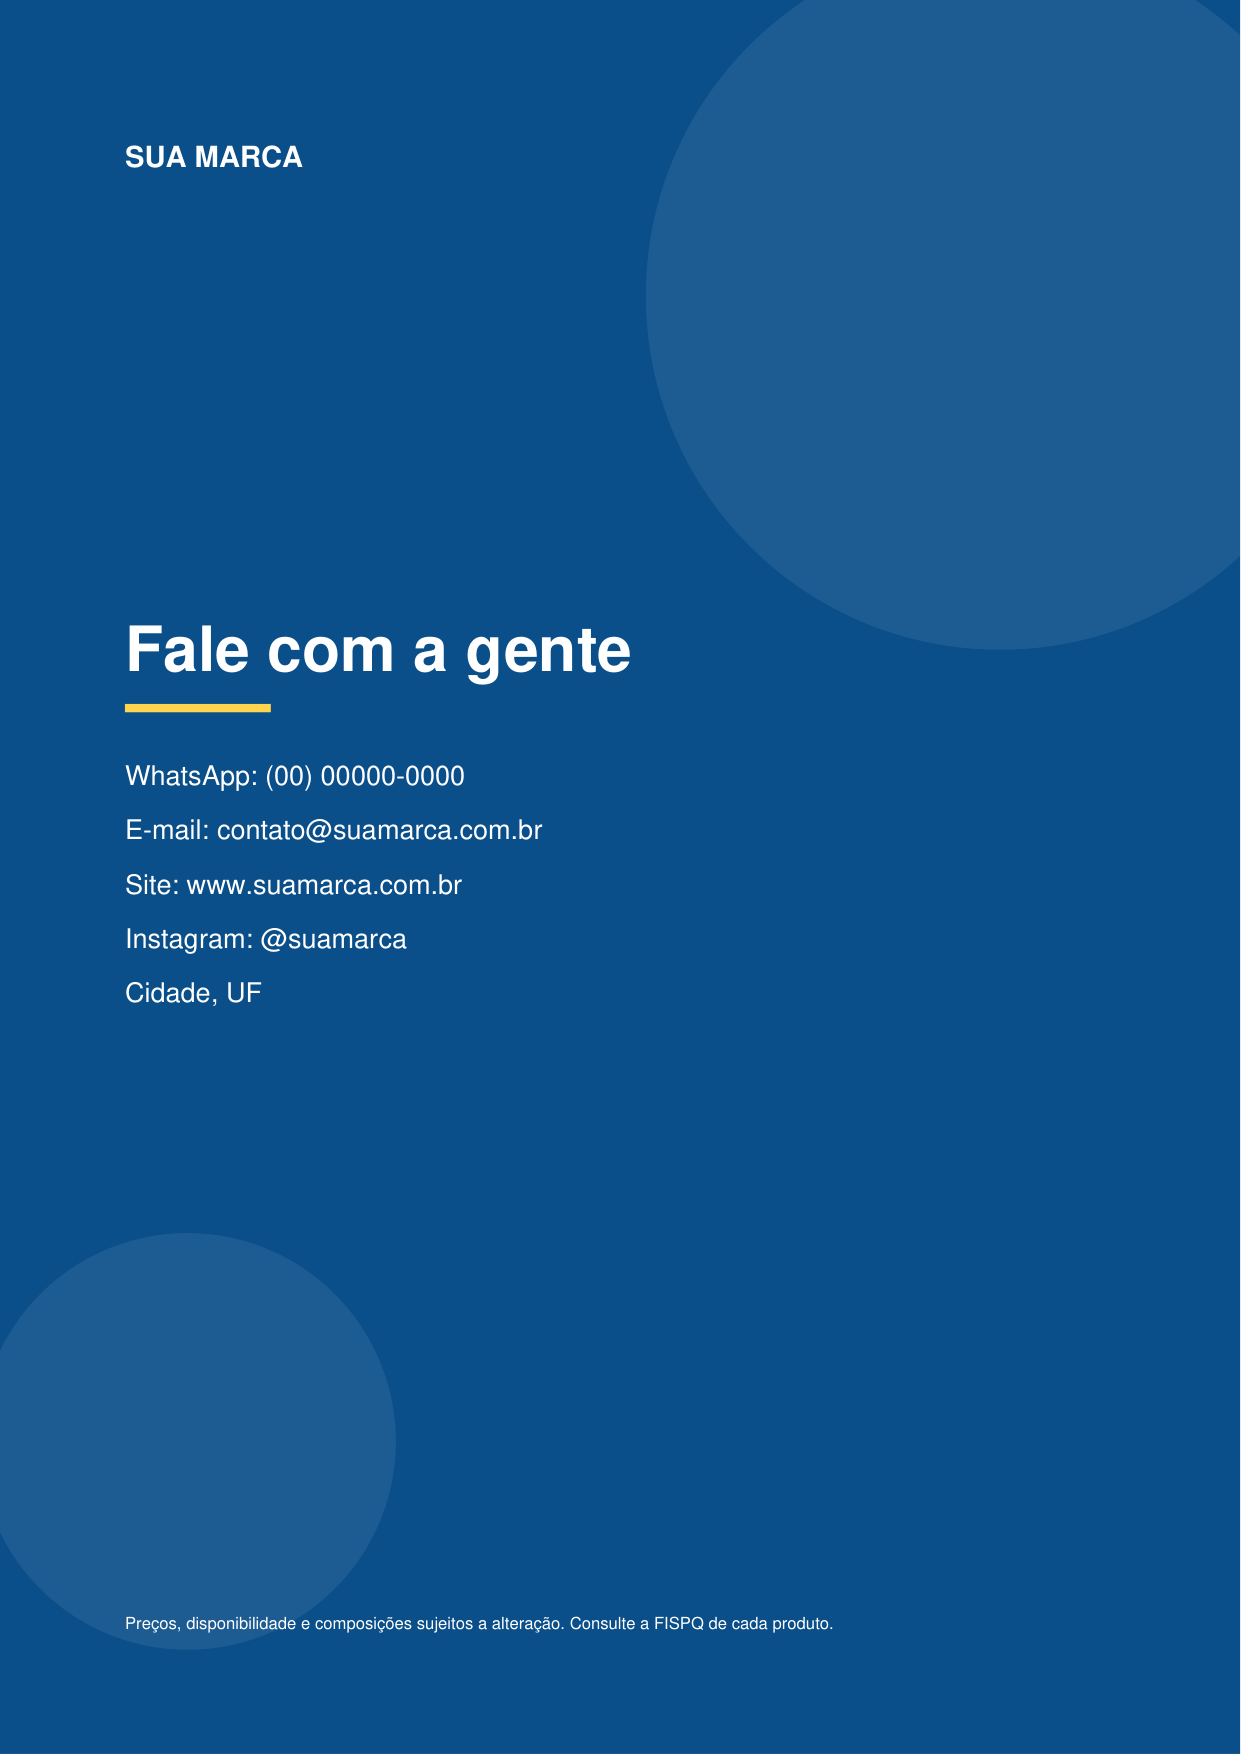 SUA MARCA
Fale com a gente
WhatsApp: (00) 00000-0000
E-mail: contato@suamarca.com.br
Site: www.suamarca.com.br
Instagram: @suamarca
Cidade, UF
Preços, disponibilidade e composições sujeitos a alteração. Consulte a FISPQ de cada produto.